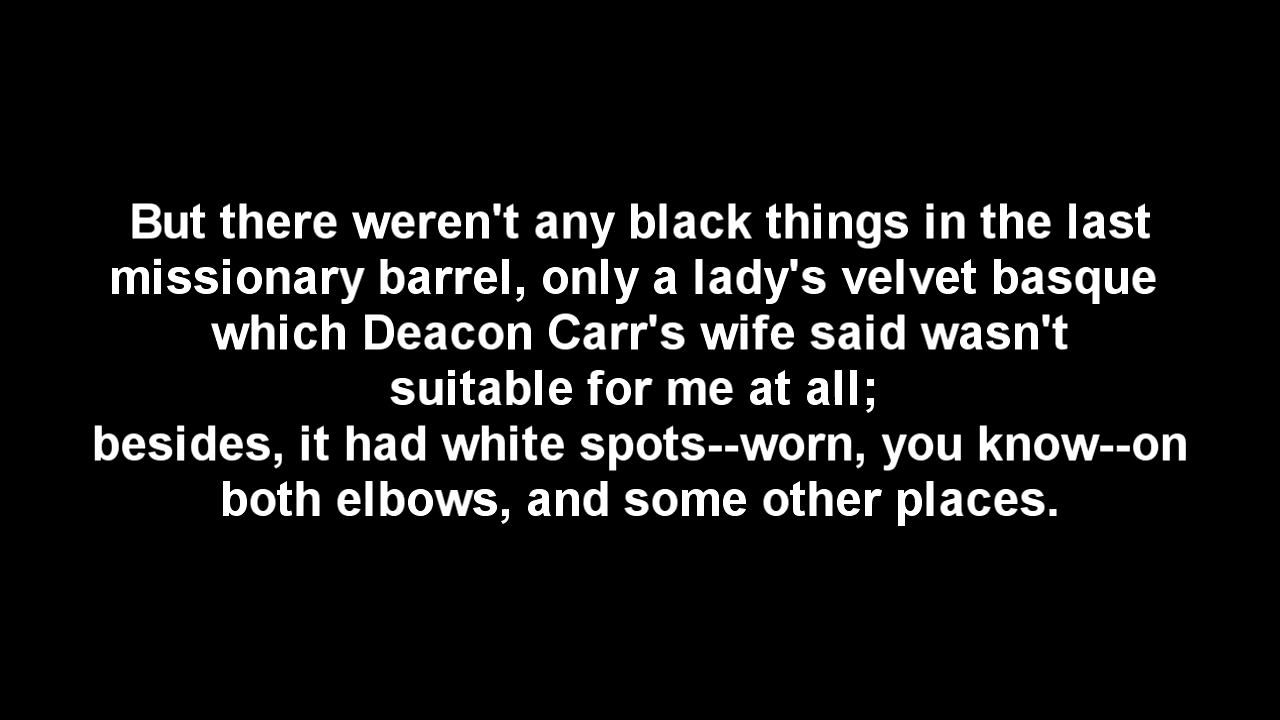 But there weren't any black things in the last
missionary barrel, only a lady's velvet basque
which Deacon Carr's wife said wasn't
suitable for me at all;
besides, it had white spots--worn, you know--on
both elbows, and some other places.